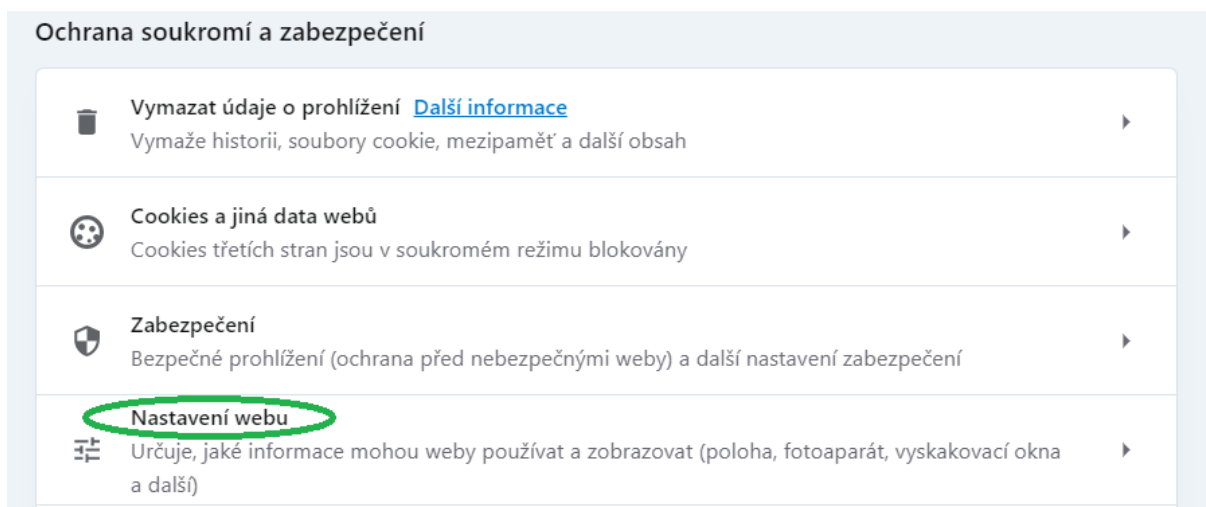 Ochrana soukromí a zabezpečení
Vymazat údaje o prohlížení Další informace
Vymaže historii, soubory cookie, mezipaměť a další obsah
Cookies a jiná data webů
Cookies třetích stran jsou v soukromém režimu blokovány
Zabezpečení
Bezpečné prohlížení (ochrana před nebezpečnými weby) a další nastavení zabezpečení
Nastavení webu
Určuje, jaké informace mohou weby používat a zobrazovat (poloha, fotoaparát, vyskakovací okna
a další)